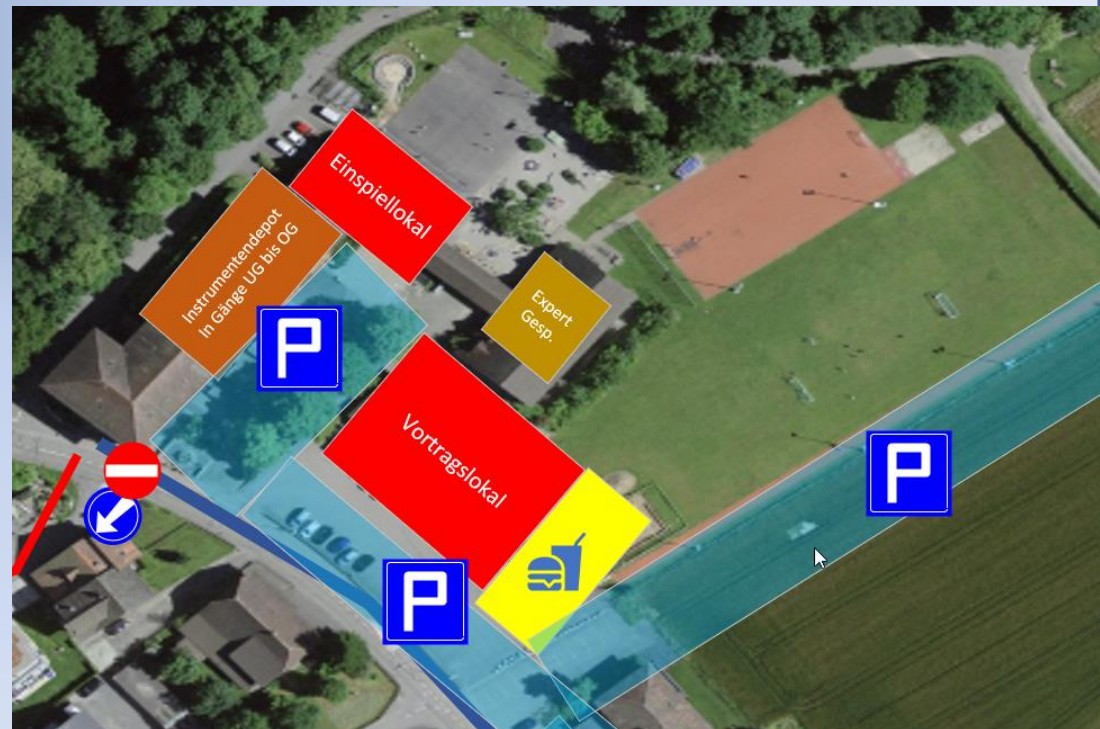 Einspiellokal
Instrumentendepot
In Gänge UG bis OG
P
Expert
Gesp.
Vortragslokal
P
P